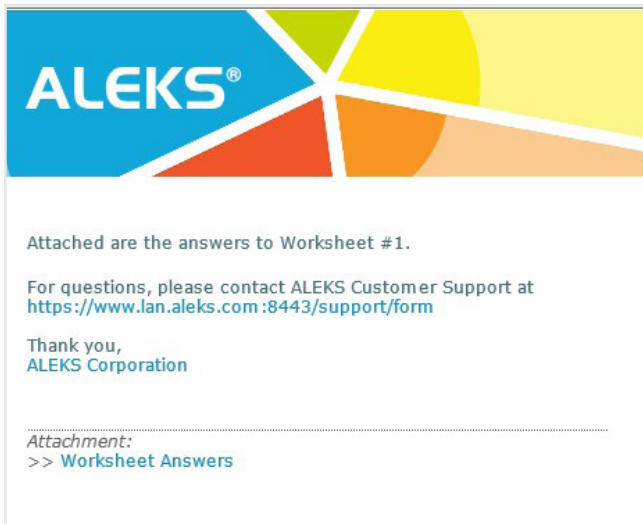 ALEKS®
Attached are the answers to Worksheet #1.
For questions, please contact ALEKS Customer Support at
https://www.lan.aleks.com:8443/support/form
Thank you,
ALEKS Corporation
Attachment:
>> Worksheet Answers